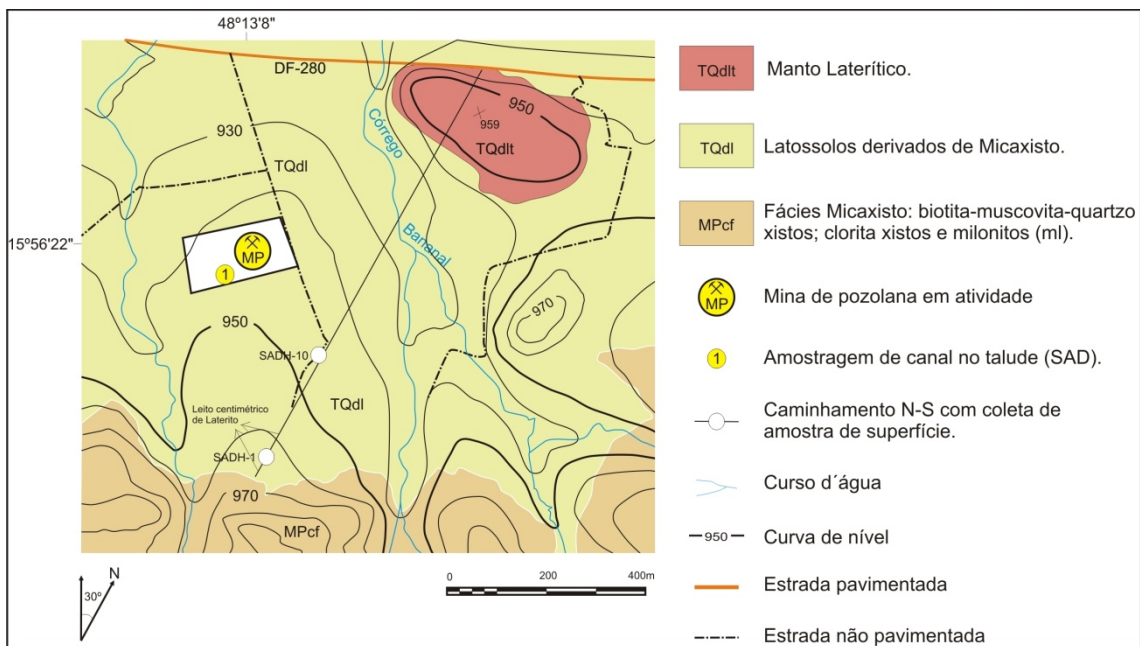 48º13'8"
DF-280
950
959
TQdlt
Córrego
930
TQdl
15º56'22"
Bananal
MP
1
970
950
SADH-10
TQdl
Leito centimétrico
de Laterito
SADH-1
970
MPcf
N
30º
0 200 400m
TQdlt Manto Laterítico.
TQdl Latossolos derivados de Micaxisto.
MPcf Fácies Micaxisto: biotita-muscovita-quartzo
xistos; clorita xistos e milonitos (ml).
MP Mina de pozolana em atividade
1 Amostragem de canal no talude (SAD).
Caminhamento N-S com coleta de
amostra de superfície.
Curso d´água
950 Curva de nível
Estrada pavimentada
Estrada não pavimentada